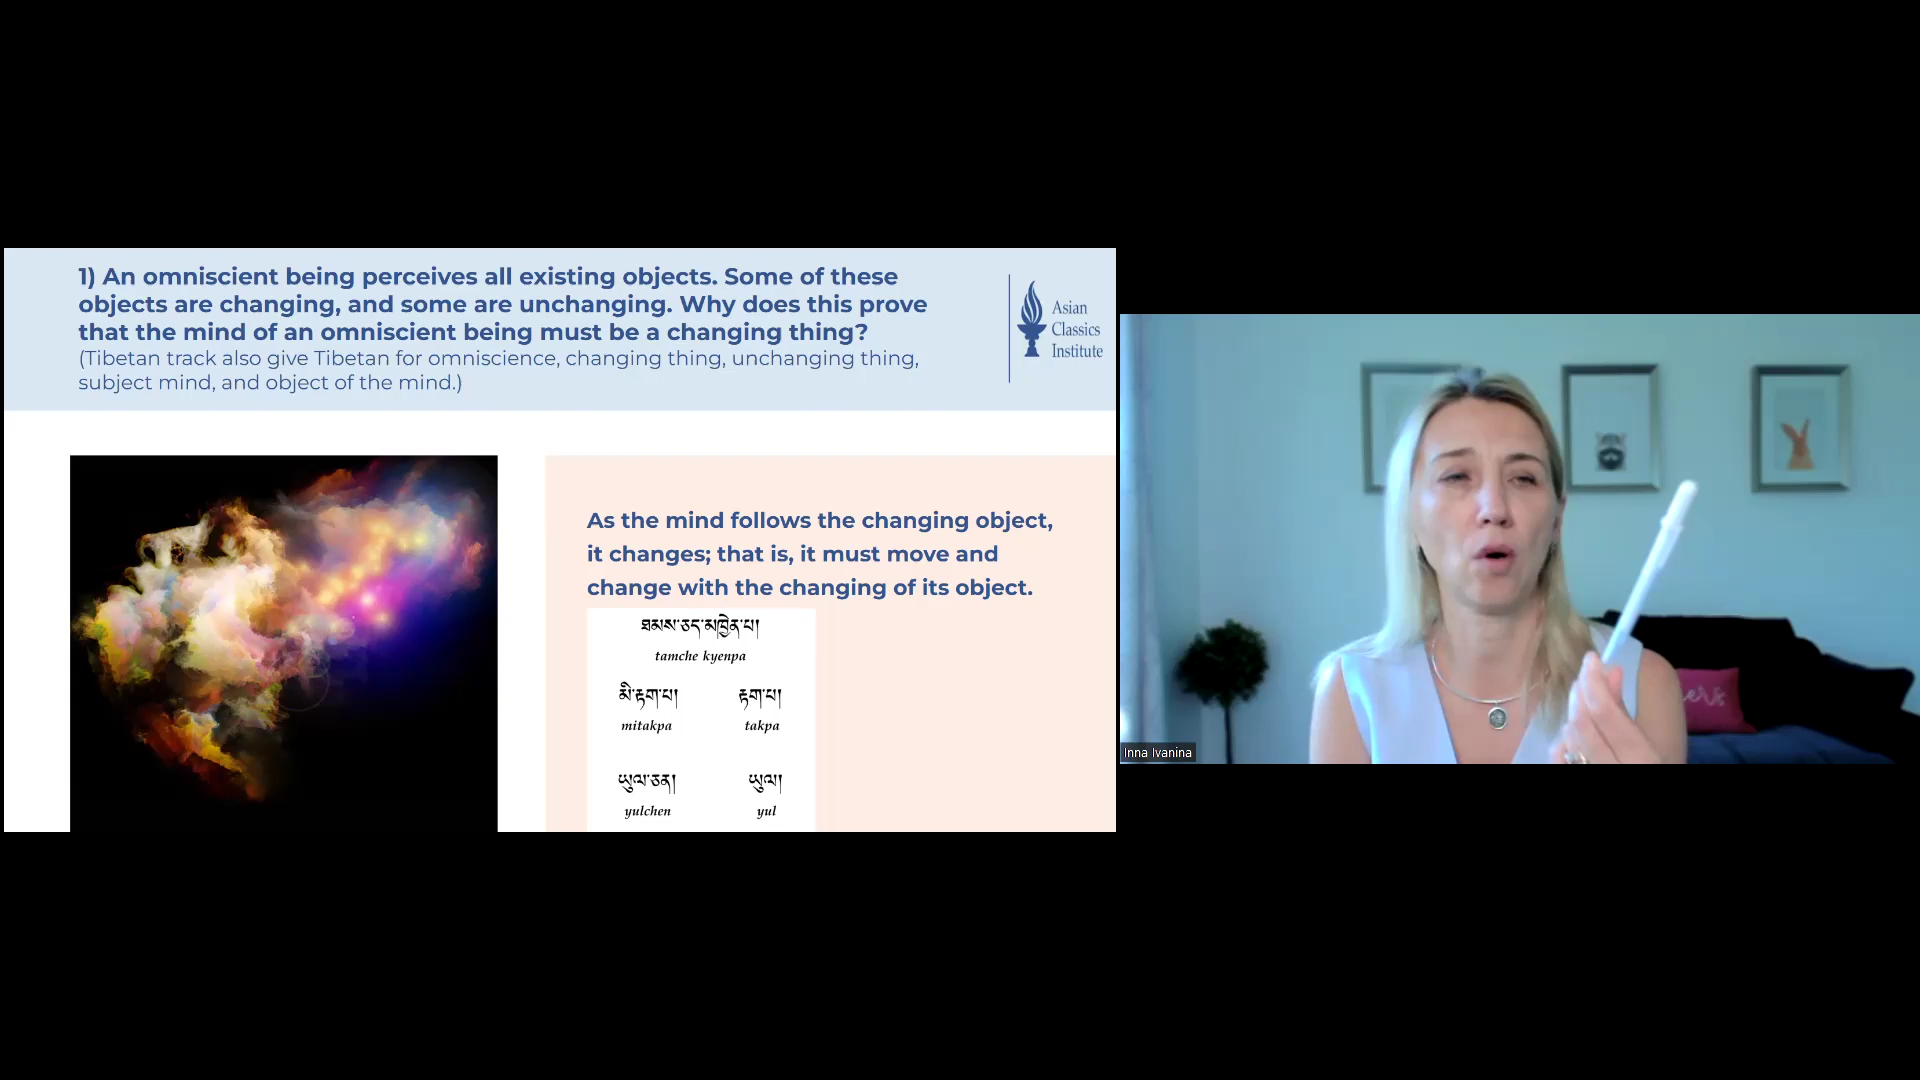 1) An omniscient being perceives all existing objects. Some of these
objects are changing, and some are unchanging. Why does this prove
that the mind of an omniscient being must be a changing thing?
(Tibetan track also give Tibetan for omniscience, changing thing, unchanging thing,
subject mind, and object of the mind.)
Asian
Classics
Institute
As the mind follows the changing object,
it changes; that is, it must move and
change with the changing of its object.
ཐམས་ཅད་མཁྱེན་པ།
tamche kyenpa
མི་རྟག་པ། རྟག་པ།
mitakpa takpa
ཡུལ་ཅན། ཡུལ།
yulchen yul
ers
Inna Ivanina